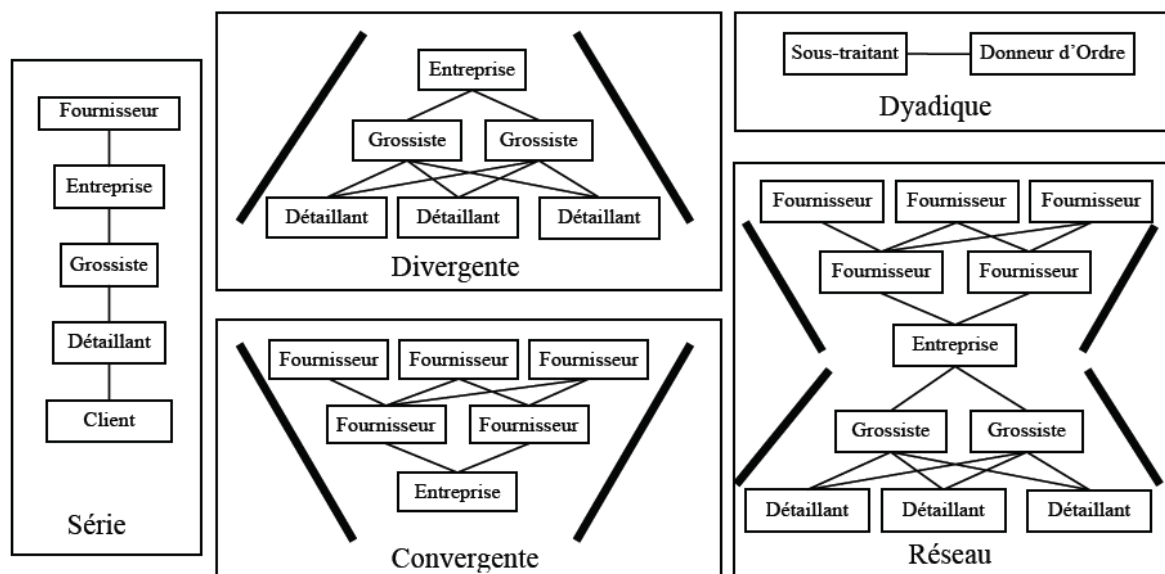 Fournisseur
Entreprise
Grossiste
Détaillant
Client
Série
Entreprise
Grossiste Grossiste
Détaillant Détaillant Détaillant
Divergente
Fournisseur Fournisseur Fournisseur
Fournisseur Fournisseur
Entreprise
Convergente
Sous-traitant Donneur d'Ordre
Dyadique
Fournisseur Fournisseur Fournisseur
Fournisseur Fournisseur
Entreprise
Grossiste Grossiste
Détaillant Détaillant Détaillant
Réseau